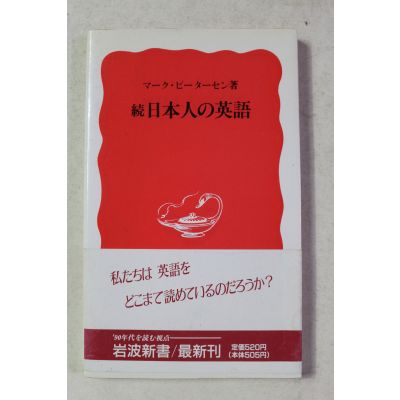 マーク・ピーターセン著
続 日本人の英語
私たちは 英語を
どこまで読めているのだろうか?
'90年代を読む視点
岩波新書/最新刊
定価520円
(本体505円)